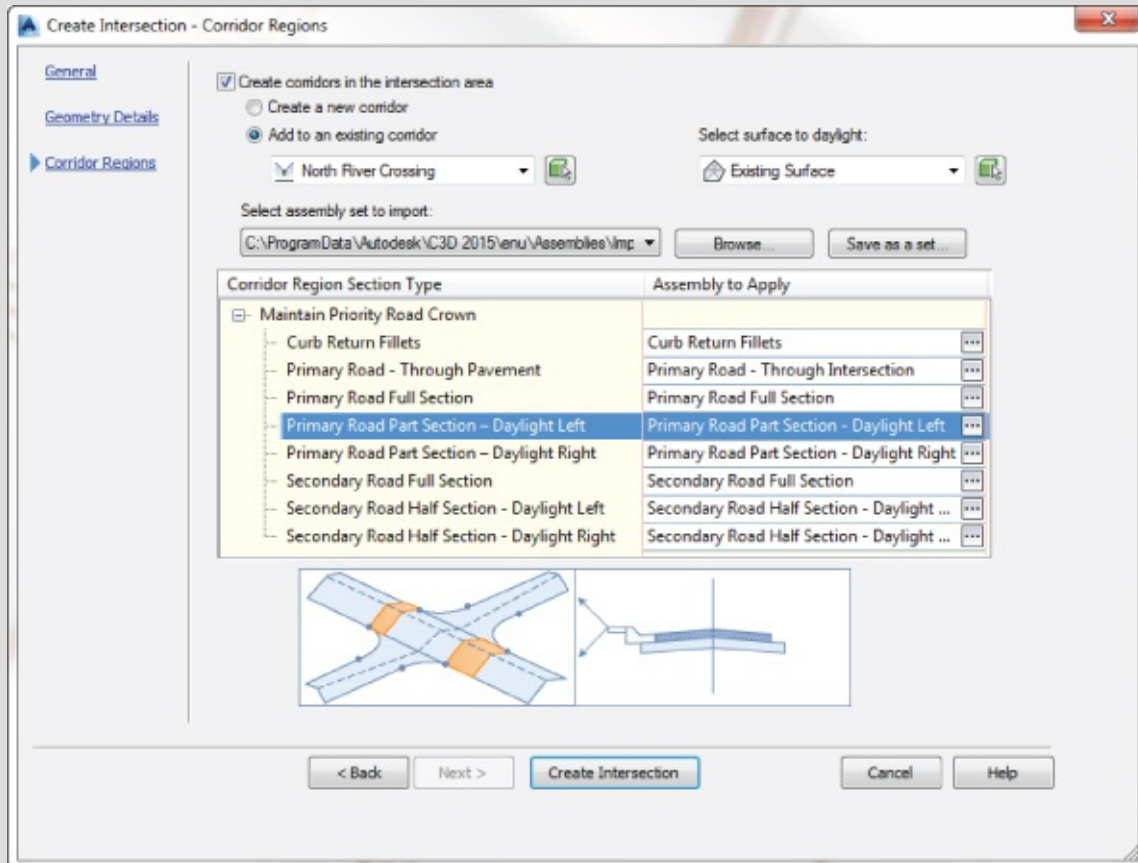 Create Intersection - Corridor Regions
General
Geometry Details
Corridor Regions
Create corridors in the intersection area
Create a new corridor
Add to an existing corridor
Select surface to daylight:
North River Crossing
Existing Surface
Select assembly set to import:
C:\ProgramData\Autodesk\C3D 2015\enu\Assemblies\Imp
Browse...
Save as a set...
Corridor Region Section Type Assembly to Apply
Maintain Priority Road Crown
Curb Return Fillets Curb Return Fillets ...
Primary Road - Through Pavement Primary Road - Through Intersection ...
Primary Road Full Section Primary Road Full Section ...
Primary Road Part Section – Daylight Left Primary Road Part Section - Daylight Left ...
Primary Road Part Section – Daylight Right Primary Road Part Section - Daylight Right ...
Secondary Road Full Section Secondary Road Full Section ...
Secondary Road Half Section - Daylight Left Secondary Road Half Section - Daylight ... ...
Secondary Road Half Section - Daylight Right Secondary Road Half Section - Daylight ... ...
< Back
Next >
Create Intersection
Cancel
Help